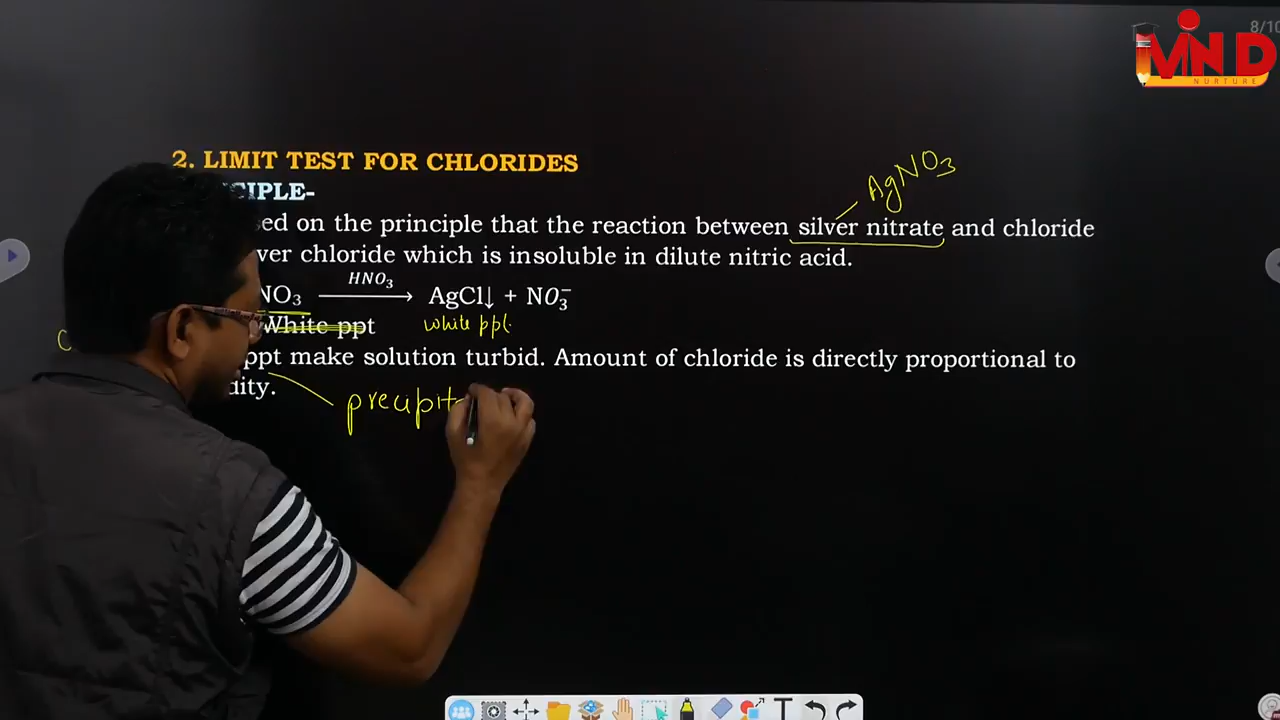 8/10
MIND
NURTURE
2. LIMIT TEST FOR CHLORIDES
CIPLE-
AgNO3
ed on the principle that the reaction between silver nitrate and chloride
ver chloride which is insoluble in dilute nitric acid.
NO₃ HNO₃ AgCl↓ + NO₃⁻
White ppt white ppt.
ppt make solution turbid. Amount of chloride is directly proportional to
dity.
precipit